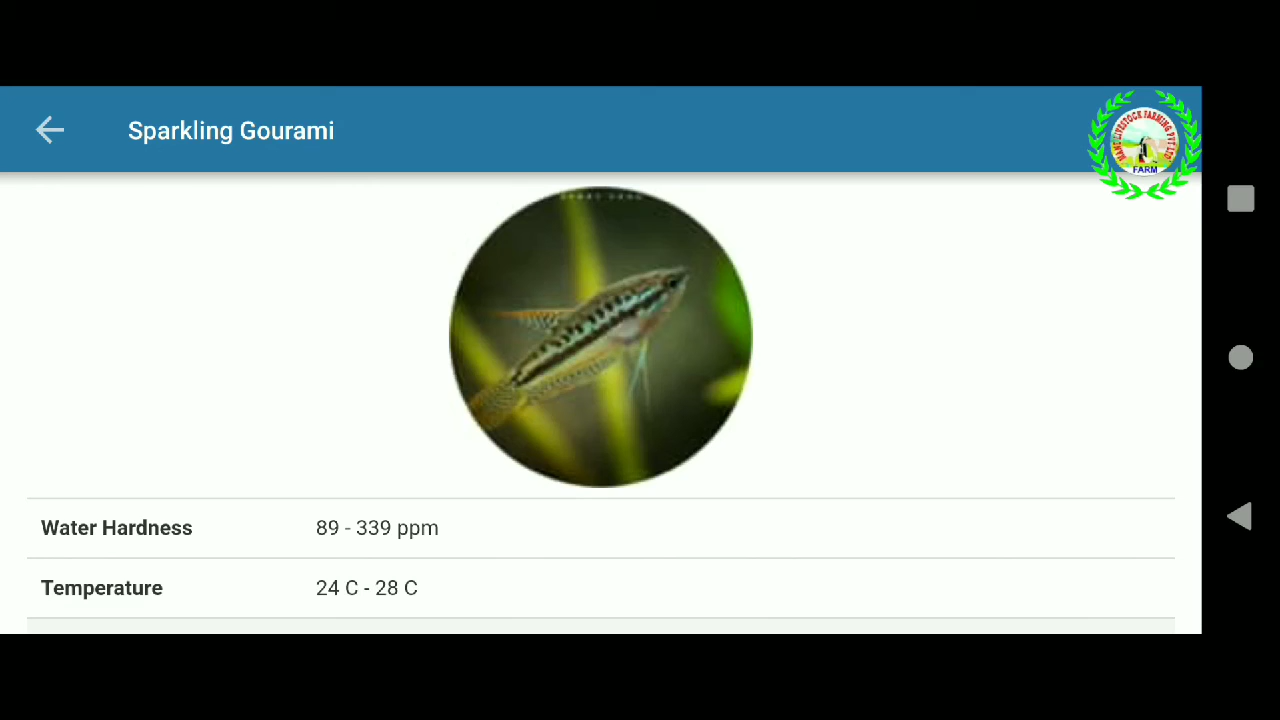 Sparkling Gourami
FARM
Water Hardness 89 - 339 ppm
Temperature 24 C - 28 C